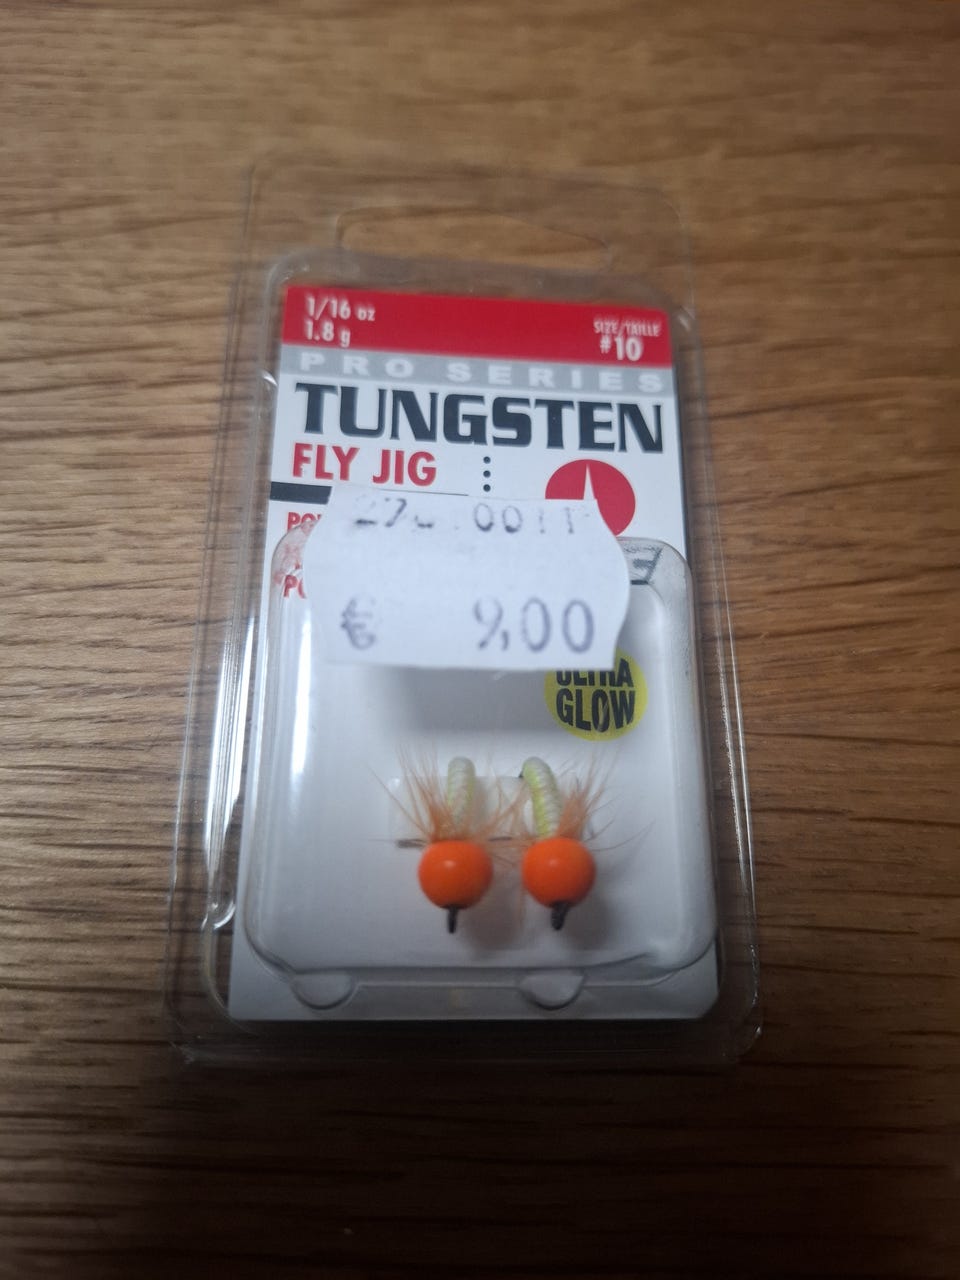 1/16 oz
1.8 g
SIZE/TAILLE
#10
PRO SERIES
TUNGSTEN
FLY JIG
€ 9,00
ULTRA
GLOW